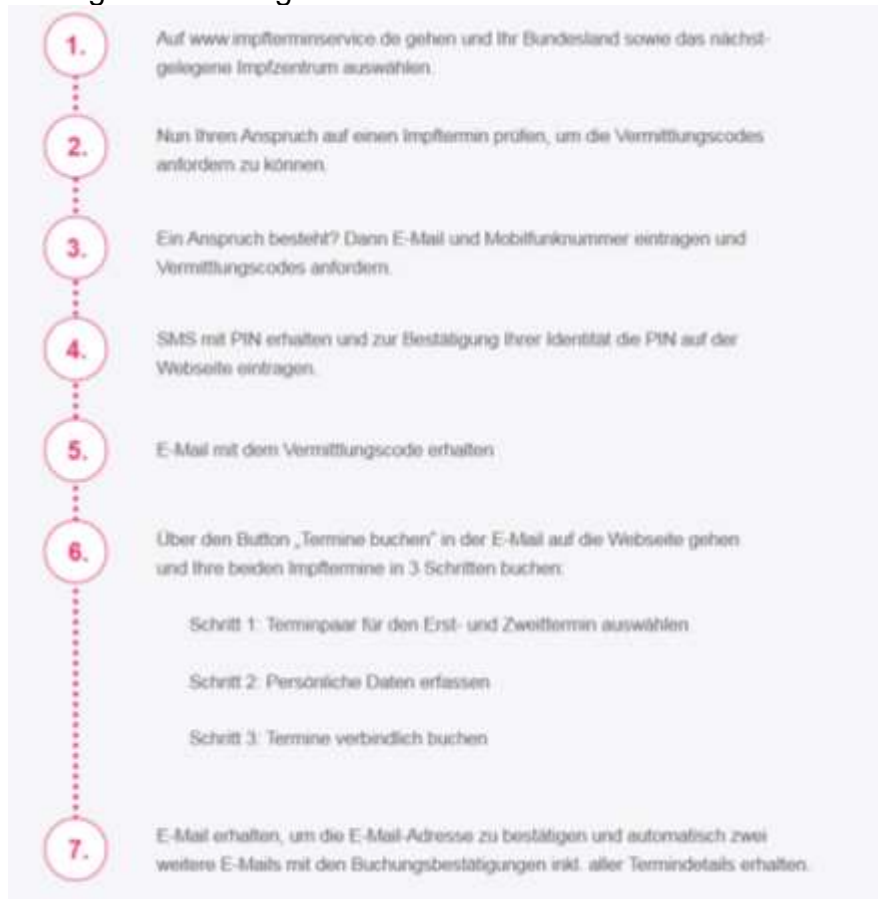 1.
Auf www.impfterminservice.de gehen und Ihr Bundesland sowie das nächst-
gelegene Impfzentrum auswählen.
2.
Nun Ihren Anspruch auf einen Impftermin prüfen, um die Vermittlungscodes
anfordern zu können.
3.
Ein Anspruch besteht? Dann E-Mail und Mobilfunknummer eintragen und
Vermittlungscodes anfordern.
4.
SMS mit PIN erhalten und zur Bestätigung Ihrer Identität die PIN auf der
Webseite eintragen.
5.
E-Mail mit dem Vermittlungscode erhalten
6.
Über den Button „Termine buchen“ in der E-Mail auf die Webseite gehen
und Ihre beiden Impftermine in 3 Schritten buchen:
Schritt 1: Terminpaar für den Erst- und Zweittermin auswählen
Schritt 2: Persönliche Daten erfassen
Schritt 3: Termine verbindlich buchen
7.
E-Mail erhalten, um die E-Mail-Adresse zu bestätigen und automatisch zwei
weitere E-Mails mit den Buchungsbestätigungen inkl. aller Termindetails erhalten.